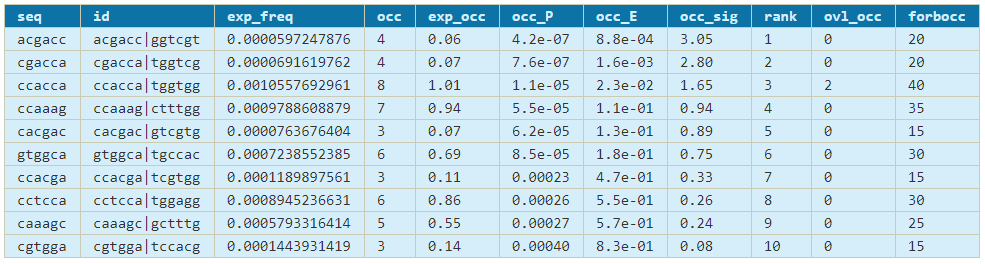 seq id exp_freq occ exp_occ occ_P occ_E occ_sig rank ovl_occ forbocc
acgacc acgacc|ggtcgt 0.0000597247876 4 0.06 4.2e-07 8.8e-04 3.05 1 0 20
cgacca cgacca|tggtcg 0.0000691619762 4 0.07 7.6e-07 1.6e-03 2.80 2 0 20
ccacca ccacca|tggtgg 0.0010557692961 8 1.01 1.1e-05 2.3e-02 1.65 3 2 40
ccaaag ccaaag|ctttgg 0.0009788608879 7 0.94 5.5e-05 1.1e-01 0.94 4 0 35
cacgac cacgac|gtcgtg 0.0000763676404 3 0.07 6.2e-05 1.3e-01 0.89 5 0 15
gtggca gtggca|tgccac 0.0007238552385 6 0.69 8.5e-05 1.8e-01 0.75 6 0 30
ccacga ccacga|tcgtgg 0.0001189897561 3 0.11 0.00023 4.7e-01 0.33 7 0 15
cctcca cctcca|tggagg 0.0008945236631 6 0.86 0.00026 5.5e-01 0.26 8 0 30
caaagc caaagc|gctttg 0.0005793316414 5 0.55 0.00027 5.7e-01 0.24 9 0 25
cgtgga cgtgga|tccacg 0.0001443931419 3 0.14 0.00040 8.3e-01 0.08 10 0 15